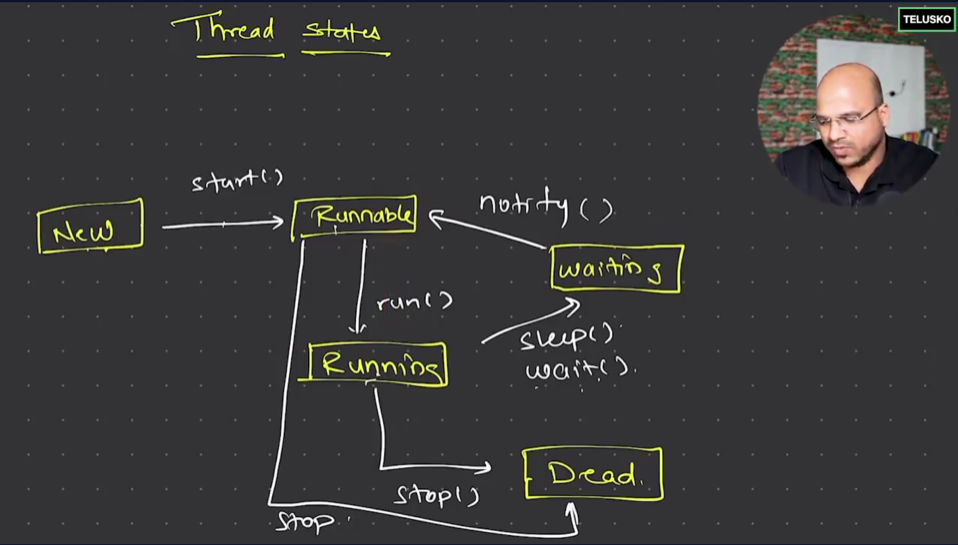 TELUSKO
Thread states
start()
notify()
Runnable
New
waiting
run()
sleep().
wait().
Running
Dead.
stop()
stop.